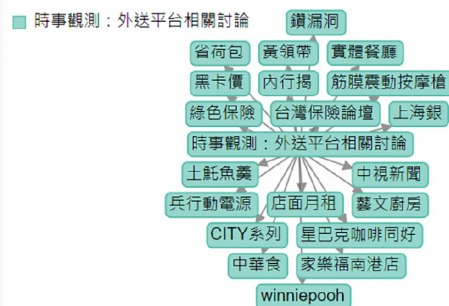 時事觀測：外送平台相關討論
鑽漏洞
省荷包 黃領帶 實體餐廳
黑卡價 內行揭 筋膜震動按摩槍
綠色保險 台灣保險論壇 上海銀
時事觀測：外送平台相關討論
土魠魚羹 中視新聞
兵行動電源 店面月租 藝文廚房
CITY系列 星巴克咖啡同好
中華食 家樂福南港店
winniepooh